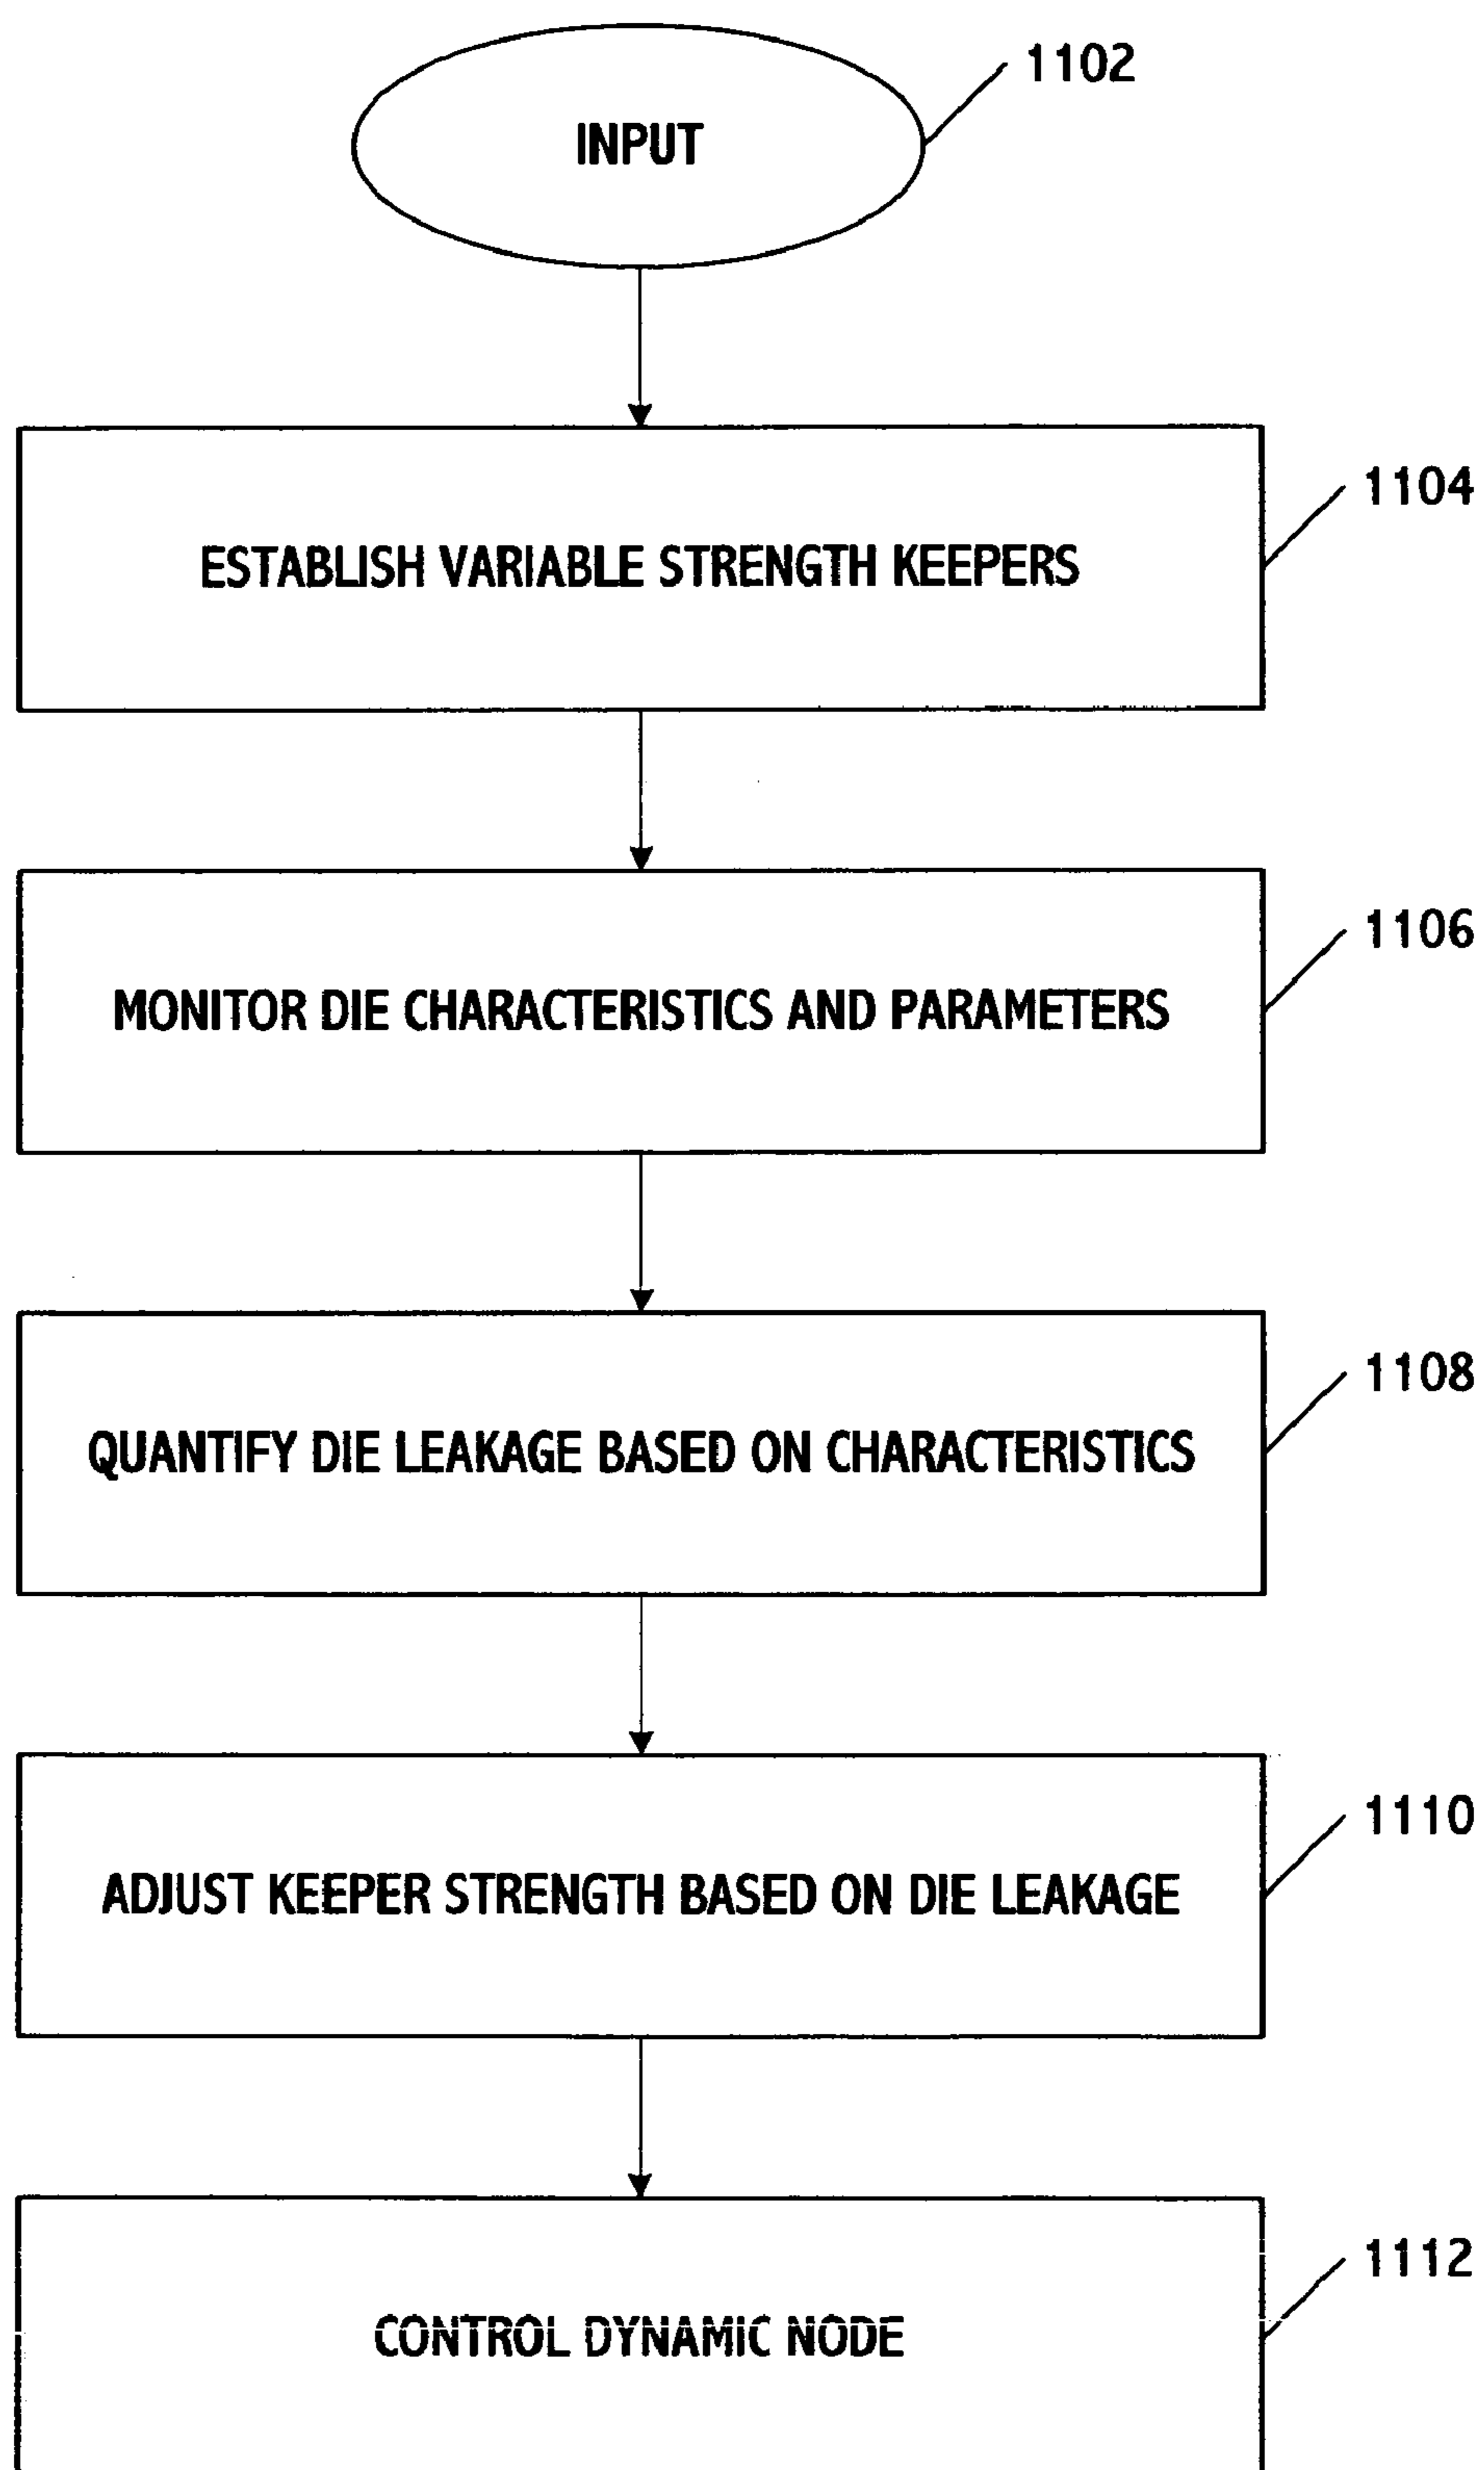 1102
INPUT
1104
ESTABLISH VARIABLE STRENGTH KEEPERS
1106
MONITOR DIE CHARACTERISTICS AND PARAMETERS
1108
QUANTIFY DIE LEAKAGE BASED ON CHARACTERISTICS
1110
ADJUST KEEPER STRENGTH BASED ON DIE LEAKAGE
1112
CONTROL DYNAMIC NODE